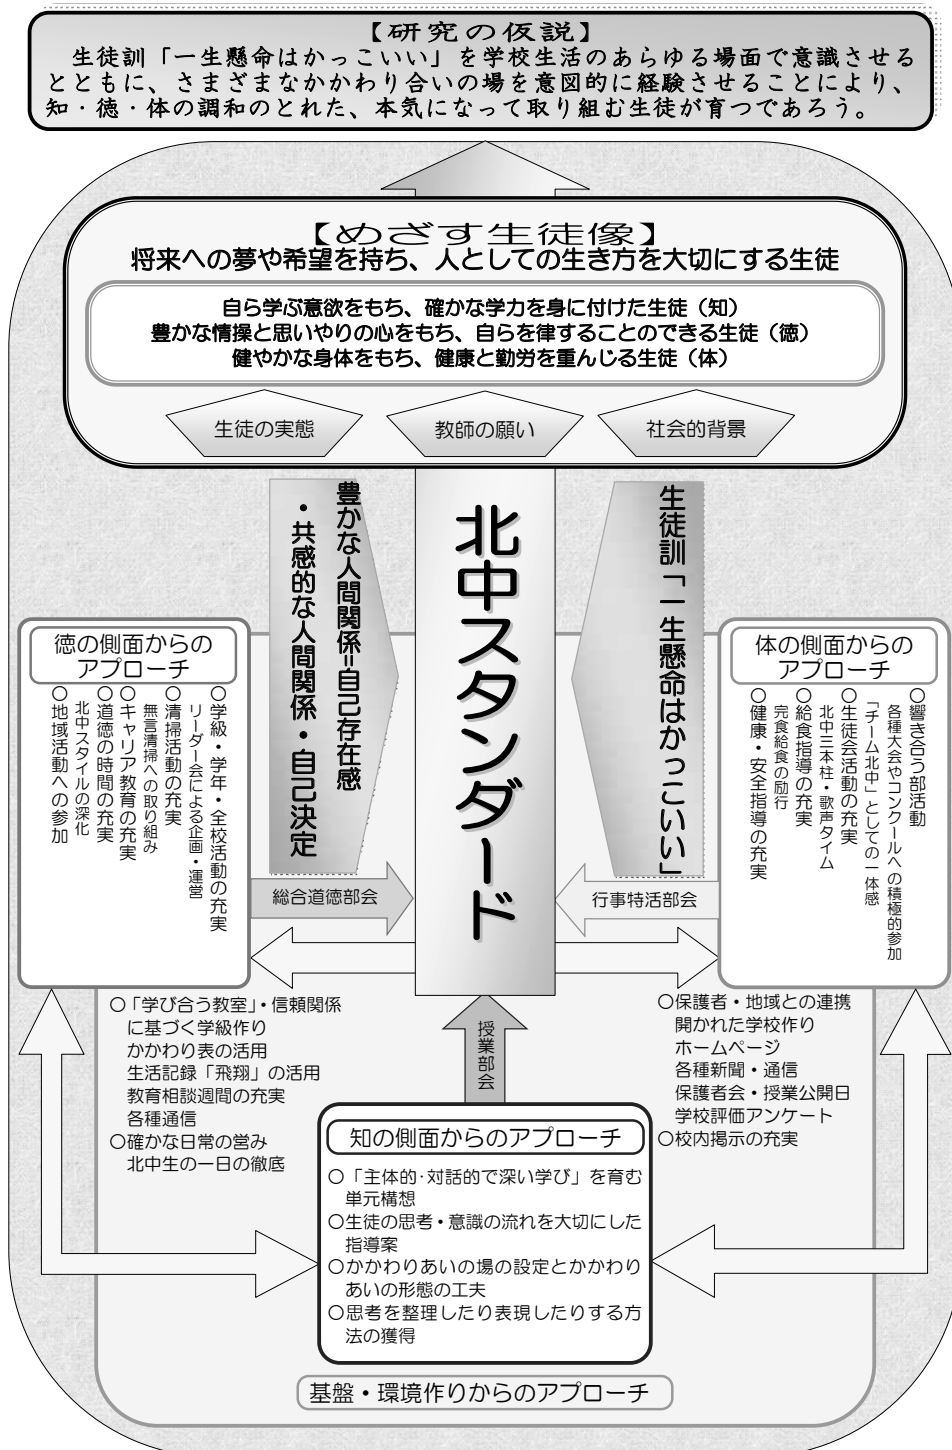 【研究の仮説】
生徒訓「一生懸命はかっこいい」を学校生活のあらゆる場面で意識させる
とともに、さまざまなかかわり合いの場を意図的に経験させることにより、
知・徳・体の調和のとれた、本気になって取り組む生徒が育つであろう。
【めざす生徒像】
将来への夢や希望を持ち、人としての生き方を大切にする生徒
自ら学ぶ意欲をもち、確かな学力を身に付けた生徒（知）
豊かな情操と思いやりの心をもち、自らを律することのできる生徒（徳）
健やかな身体をもち、健康と勤労を重んじる生徒（体）
生徒の実態
教師の願い
社会的背景
豊かな人間関係=自己存在感
・共感的な人間関係・自己決定
北中スタンダード
生徒訓「一生懸命はかっこいい」
徳の側面からの
アプローチ
○学級・学年・全校活動の充実
リーダー会による企画・運営
○清掃活動の充実
無言清掃への取り組み
○キャリア教育の充実
○道徳の時間の充実
北中スタイルの深化
○地域活動への参加
体の側面からの
アプローチ
○響き合う部活動
各種大会やコンクールへの積極的参加
「チーム北中」としての一体感
○生徒会活動の充実
北中三本柱・歌声タイム
○給食指導の充実
完食給食の励行
○健康・安全指導の充実
総合道徳部会
行事特活部会
授業部会
○「学び合う教室」・信頼関係
に基づく学級作り
かかわり表の活用
生活記録「飛翔」の活用
教育相談週間の充実
各種通信
○確かな日常の営み
北中生の一日の徹底
○保護者・地域との連携
開かれた学校作り
ホームページ
各種新聞・通信
保護者会・授業公開日
学校評価アンケート
○校内掲示の充実
知の側面からのアプローチ
○「主体的・対話的で深い学び」を育む
単元構想
○生徒の思考・意識の流れを大切にした
指導案
○かかわりあいの場の設定とかかわり
あいの形態の工夫
○思考を整理したり表現したりする方
法の獲得
基盤・環境作りからのアプローチ